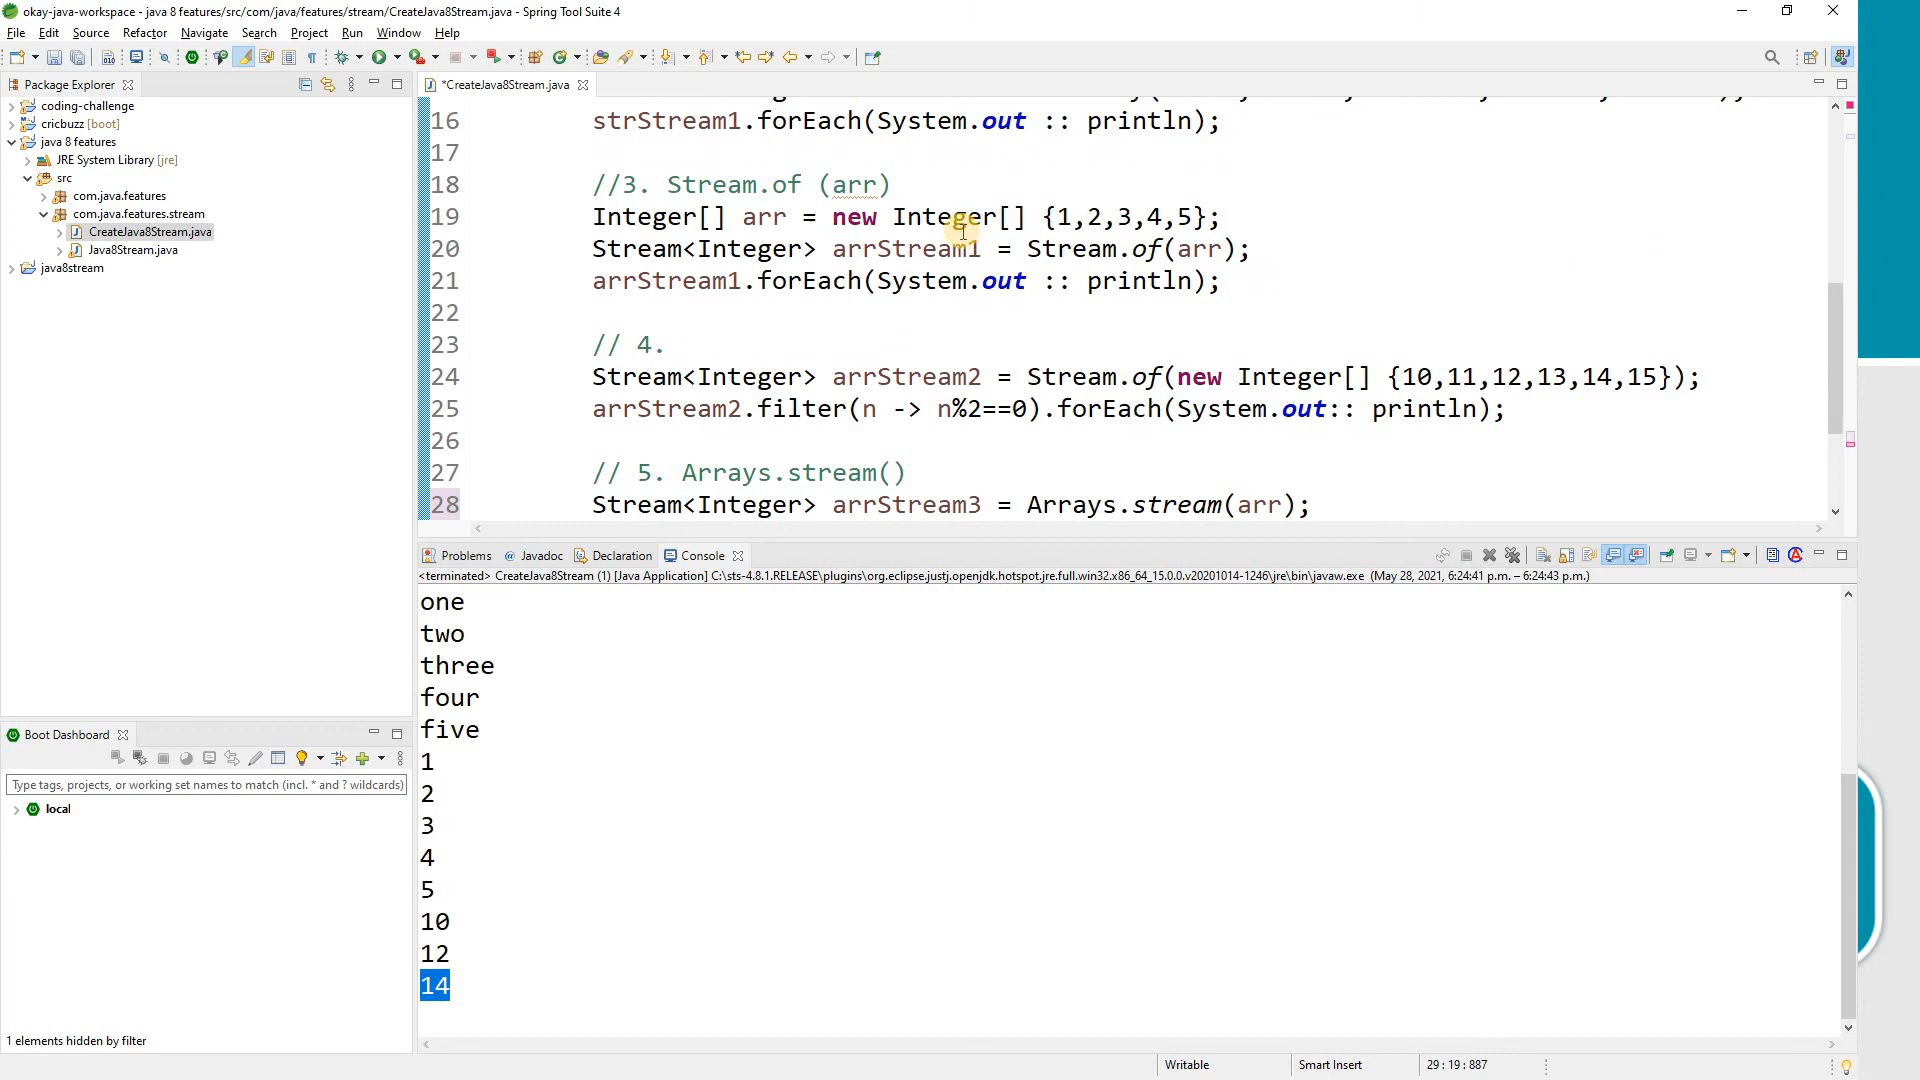 okay-java-workspace - java 8 features/src/com/java/features/stream/CreateJava8Stream.java - Spring Tool Suite 4
File Edit Source Refactor Navigate Search Project Run Window Help
Package Explorer
coding-challenge
cricbuzz [boot]
java 8 features
JRE System Library [jre]
src
com.java.features
com.java.features.stream
CreateJava8Stream.java
Java8Stream.java
java8stream
*CreateJava8Stream.java
16 strStream1.forEach(System.out :: println);
17
18 //3. Stream.of (arr)
19 Integer[] arr = new Integer[] {1,2,3,4,5};
20 Stream<Integer> arrStream1 = Stream.of(arr);
21 arrStream1.forEach(System.out :: println);
22
23 // 4.
24 Stream<Integer> arrStream2 = Stream.of(new Integer[] {10,11,12,13,14,15});
25 arrStream2.filter(n -> n%2==0).forEach(System.out:: println);
26
27 // 5. Arrays.stream()
28 Stream<Integer> arrStream3 = Arrays.stream(arr);
Problems @ Javadoc Declaration Console
<terminated> CreateJava8Stream (1) [Java Application] C:\sts-4.8.1.RELEASE\plugins\org.eclipse.justj.openjdk.hotspot.jre.full.win32.x86_64_15.0.0.v20201014-1246\jre\bin\javaw.exe (May 28, 2021, 6:24:41 p.m. – 6:24:43 p.m.)
one
two
three
four
five
1
2
3
4
5
10
12
14
Boot Dashboard
Type tags, projects, or working set names to match (incl. * and ? wildcards)
local
1 elements hidden by filter
Writable Smart Insert 29 : 19 : 887